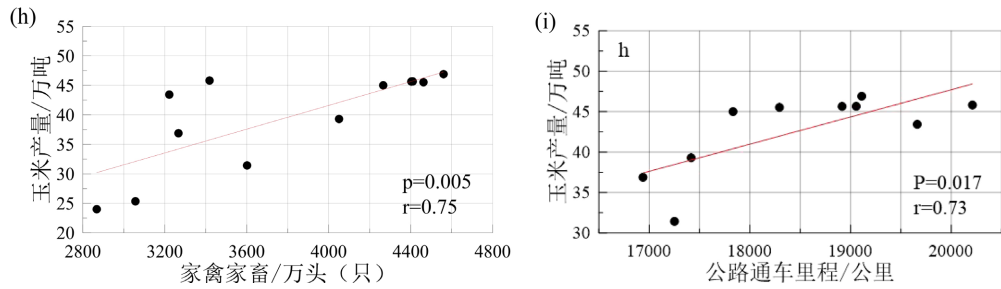 (h)
玉米产量/万吨
55
50
45
40
35
30
25
20
2800 3200 3600 4000 4400 4800
家禽家畜/万头（只）
p=0.005
r=0.75
(i)
h
玉米产量/万吨
55
50
45
40
35
30
17000 18000 19000 20000
公路通车里程/公里
P=0.017
r=0.73